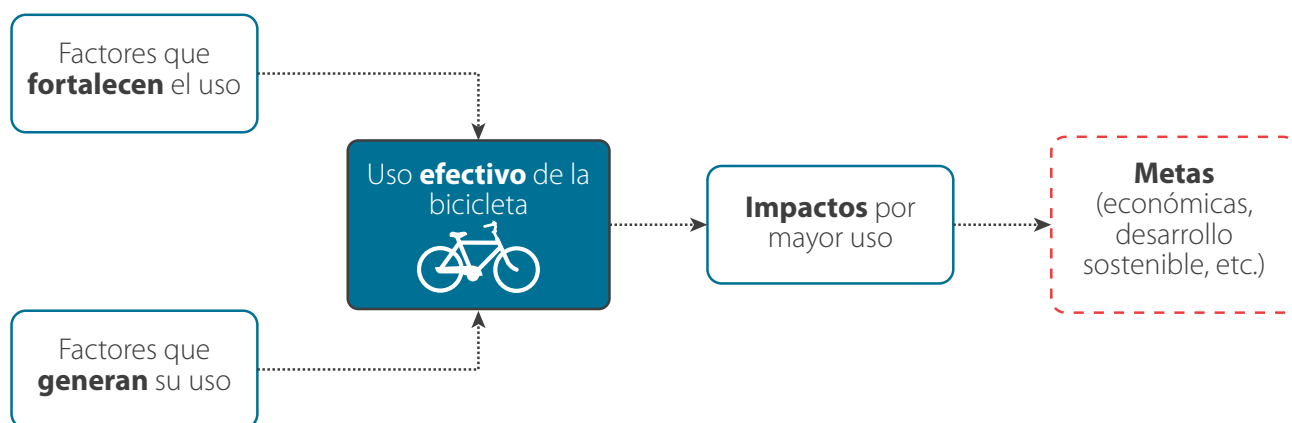 Factores que
fortalecen el uso
Uso efectivo de la
bicicleta
Factores que
generan su uso
Impactos por
mayor uso
Metas
(económicas,
desarrollo
sostenible, etc.)